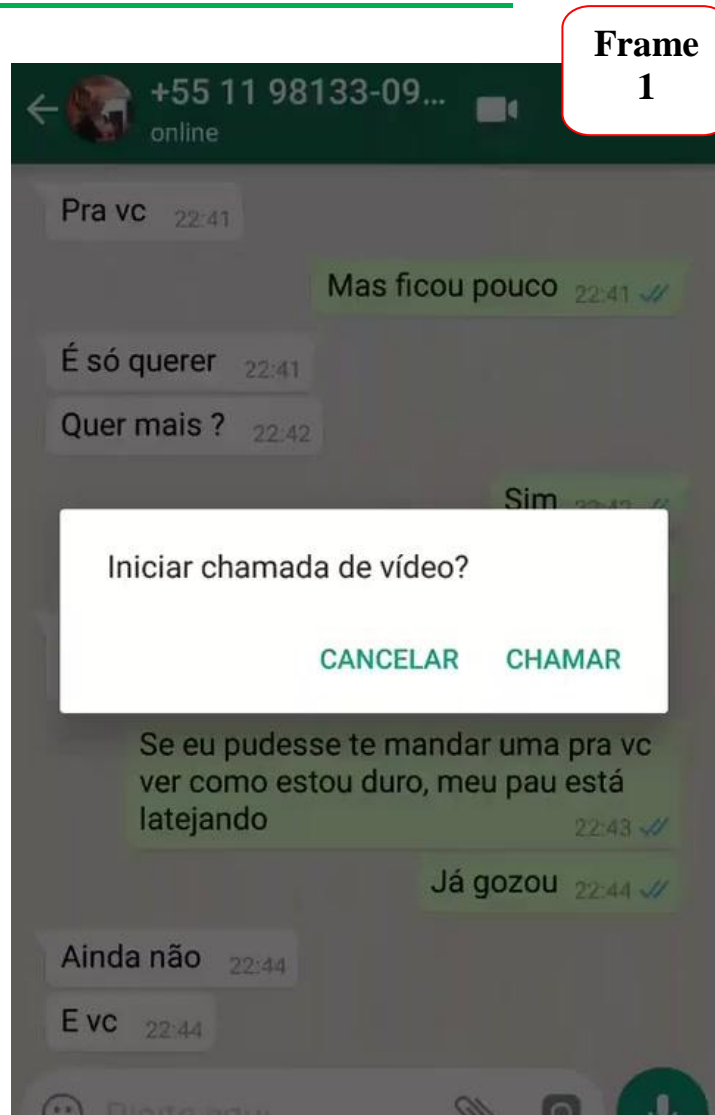 Frame
1
+55 11 98133-09...
online
Pra vc 22:41
Mas ficou pouco 22:41
É só querer 22:41
Quer mais ? 22:42
Sim 22:42
Iniciar chamada de vídeo?
CANCELAR CHAMAR
Se eu pudesse te mandar uma pra vc
ver como estou duro, meu pau está
latejando
22:43
Já gozou 22:44
Ainda não 22:44
E vc 22:44